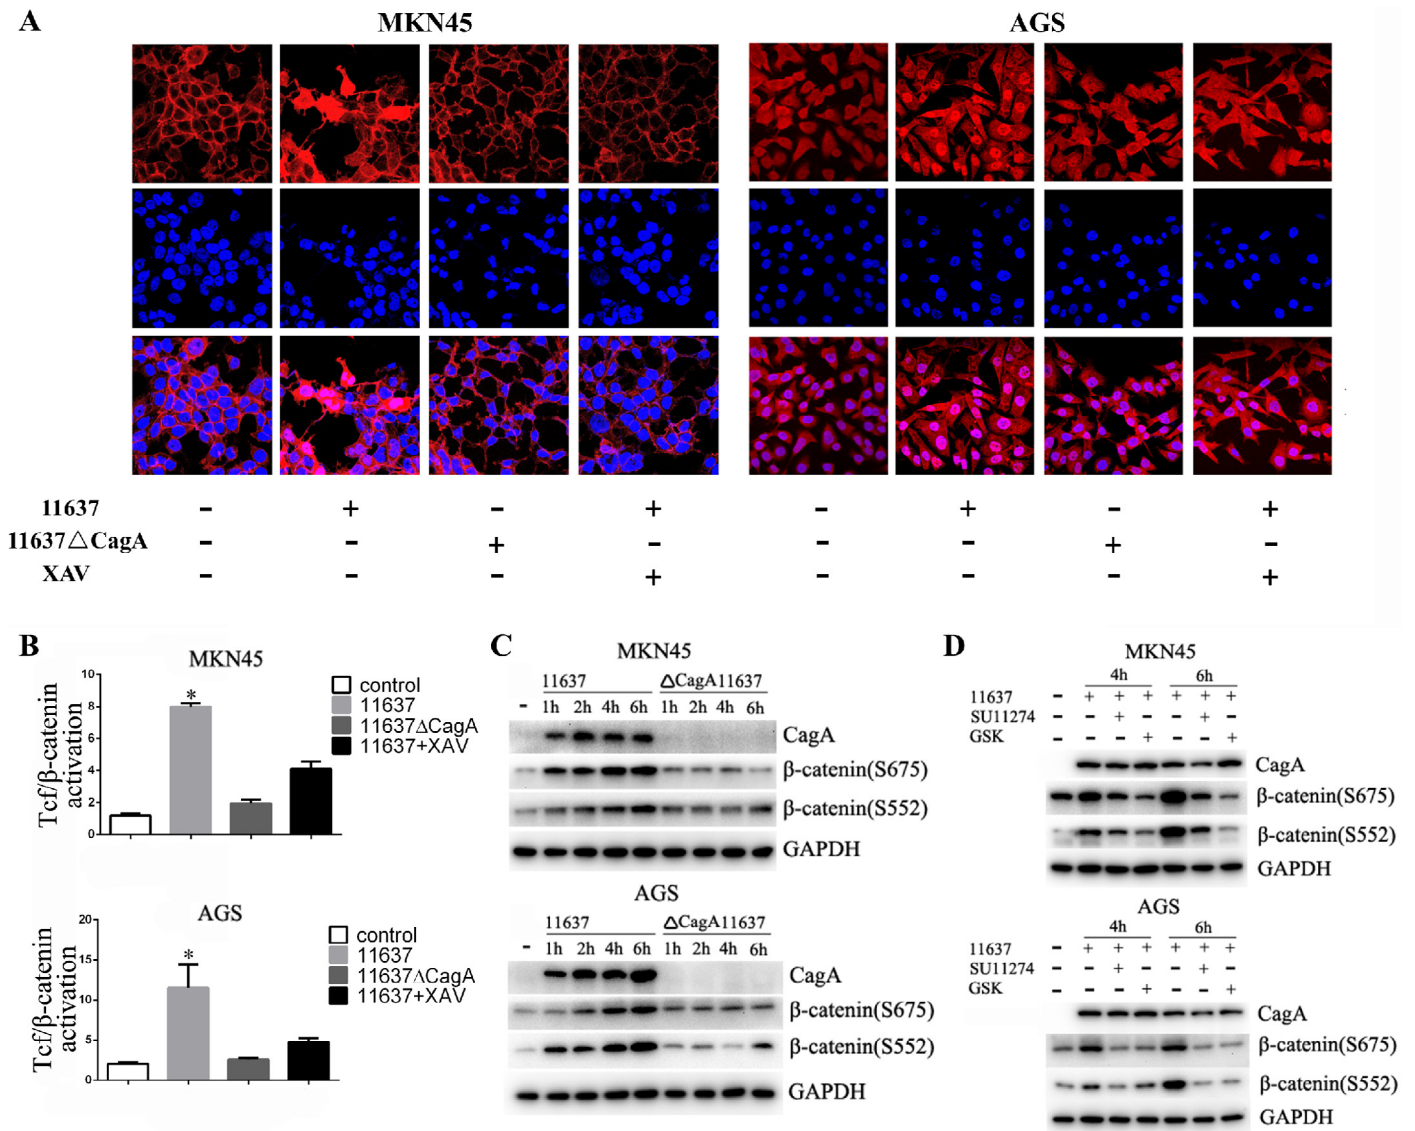 A
MKN45
AGS
11637 - + - + - + - +
11637△CagA - - + - - - + -
XAV - - - + - - - +
B
MKN45
Tcf/β-catenin
activation
10
8
6
4
2
0
*
control
11637
11637ΔCagA
11637+XAV
AGS
Tcf/β-catenin
activation
20
15
10
5
0
*
control
11637
11637ΔCagA
11637+XAV
C
MKN45
11637 △CagA11637
- 1h 2h 4h 6h 1h 2h 4h 6h
CagA
β-catenin(S675)
β-catenin(S552)
GAPDH
AGS
11637 △CagA11637
- 1h 2h 4h 6h 1h 2h 4h 6h
CagA
β-catenin(S675)
β-catenin(S552)
GAPDH
D
MKN45
4h 6h
11637 - + + + + + +
SU11274 - - + - - + -
GSK - - - + - - +
CagA
β-catenin(S675)
β-catenin(S552)
GAPDH
AGS
4h 6h
11637 - + + + + + +
SU11274 - - + - - + -
GSK - - - + - - +
CagA
β-catenin(S675)
β-catenin(S552)
GAPDH